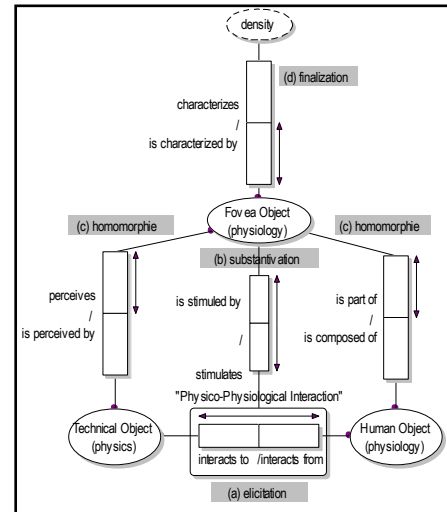 density
(d) finalization
characterizes
/
is characterized by
Fovea Object
(physiology)
(c) homomorphie
(c) homomorphie
(b) substantivation
perceives
/
is perceived by
is stimuled by
/
stimulates
is part of
/
is composed of
"Physico-Physiological Interaction"
Technical Object
(physics)
interacts to /interacts from
Human Object
(physiology)
(a) elicitation